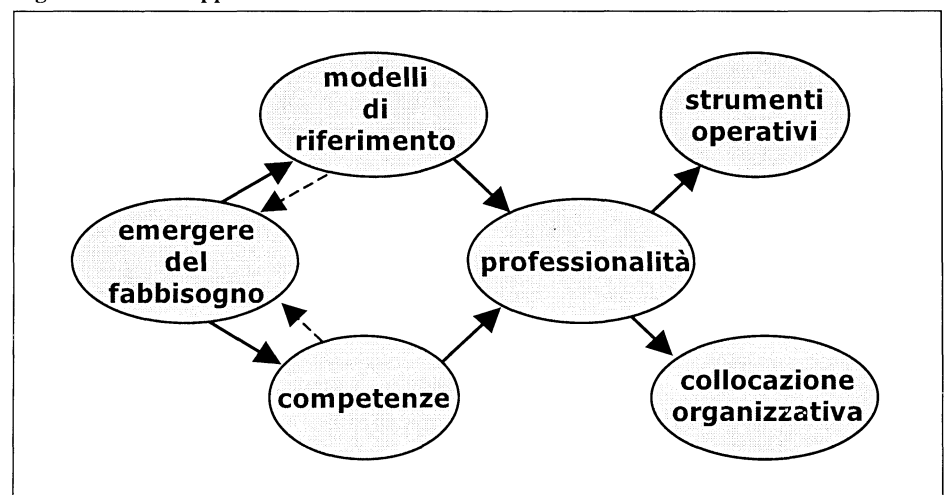 modelli
di
riferimento
strumenti
operativi
emergere
del
fabbisogno
professionalità
competenze
collocazione
organizzativa